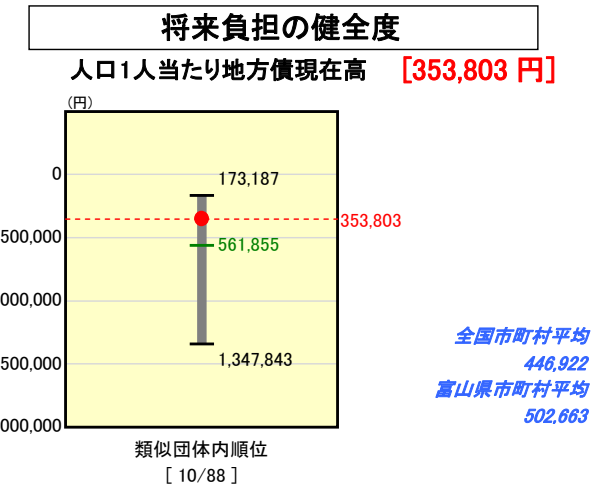 将来負担の健全度
人口1人当たり地方債現在高 [353,803 円]
(円)
0
173,187
353,803
500,000
561,855
000,000
500,000
1,347,843
000,000
全国市町村平均
446,922
富山県市町村平均
502,663
類似団体内順位
[ 10/88 ]